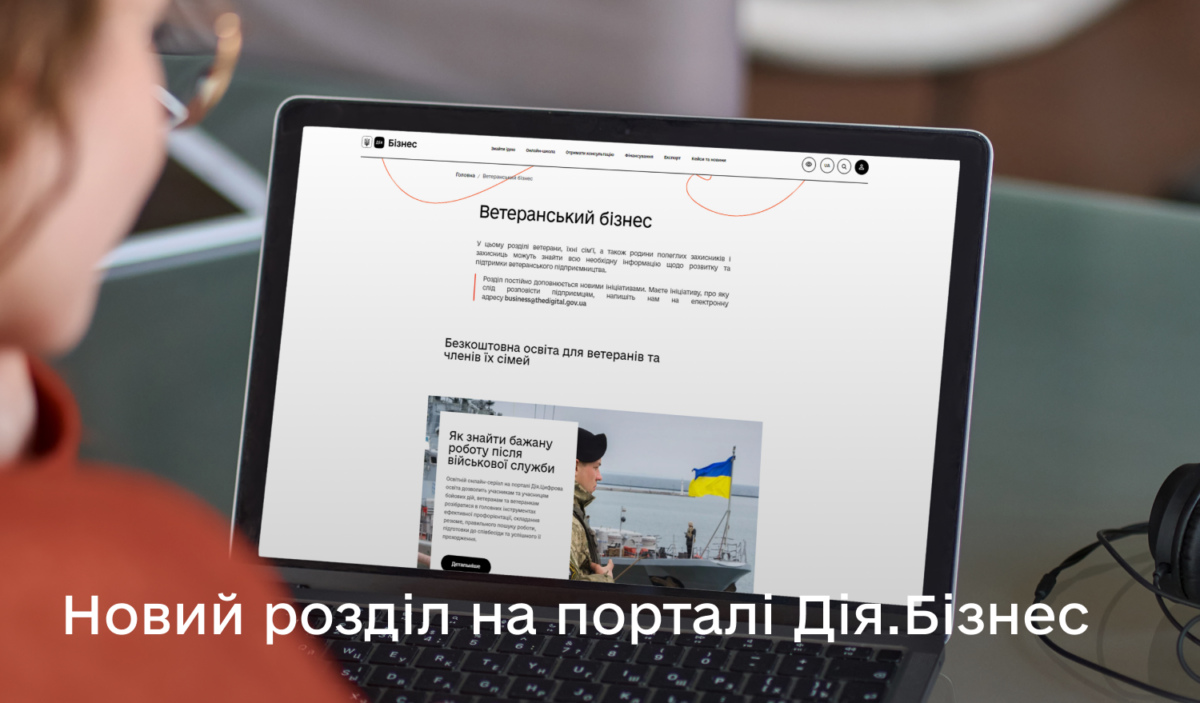 Дія Бізнес
Знайти ідею Онлайн-школа Отримати консультацію Фінансування Експорт Кейси та новини
UA
Головна / Ветеранський бізнес
Ветеранський бізнес
У цьому розділі ветерани, їхні сім'ї, а також родини полеглих захисників і
захисниць можуть знайти всю необхідну інформацію щодо розвитку та
підтримки ветеранського підприємництва.
Розділ постійно доповнюється новими ініціативами. Маєте ініціативу, про яку
слід розповісти підприємцям, напишіть нам на електронну
адресу business@thedigital.gov.ua
Безкоштовна освіта для ветеранів та
членів їх сімей
Як знайти бажану
роботу після
військової служби
Освітній онлайн-серіал на порталі Дія.Цифрова
освіта дозволить учасникам та учасницям
бойових дій, ветеранам та ветеранкам
розібратися в головних інструментах
ефективної профорієнтації, складання
резюме, правильного пошуку роботи,
підготовки до співбесіди та успішного її
проходження.
Детальніше
Новий розділ на порталі Дія.Бізнес